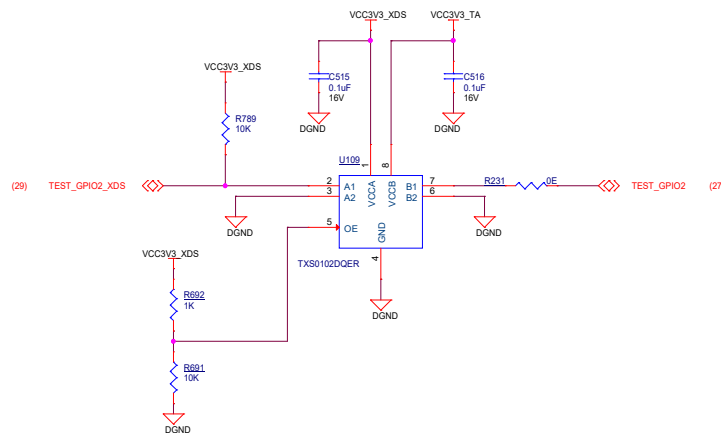 VCC3V3_XDS VCC3V3_TA
VCC3V3_XDS
C515
0.1uF
16V
C516
0.1uF
16V
DGND
DGND
R789
10K
U109
1
8
(29) TEST_GPIO2_XDS
2
3
A1
A2
VCCA
VCCB
B1
B2
7
6
R231 0E
TEST_GPIO2 (27
DGND
5
OE
GND
DGND
4
TXS0102DQER
VCC3V3_XDS
DGND
R692
1K
R691
10K
DGND